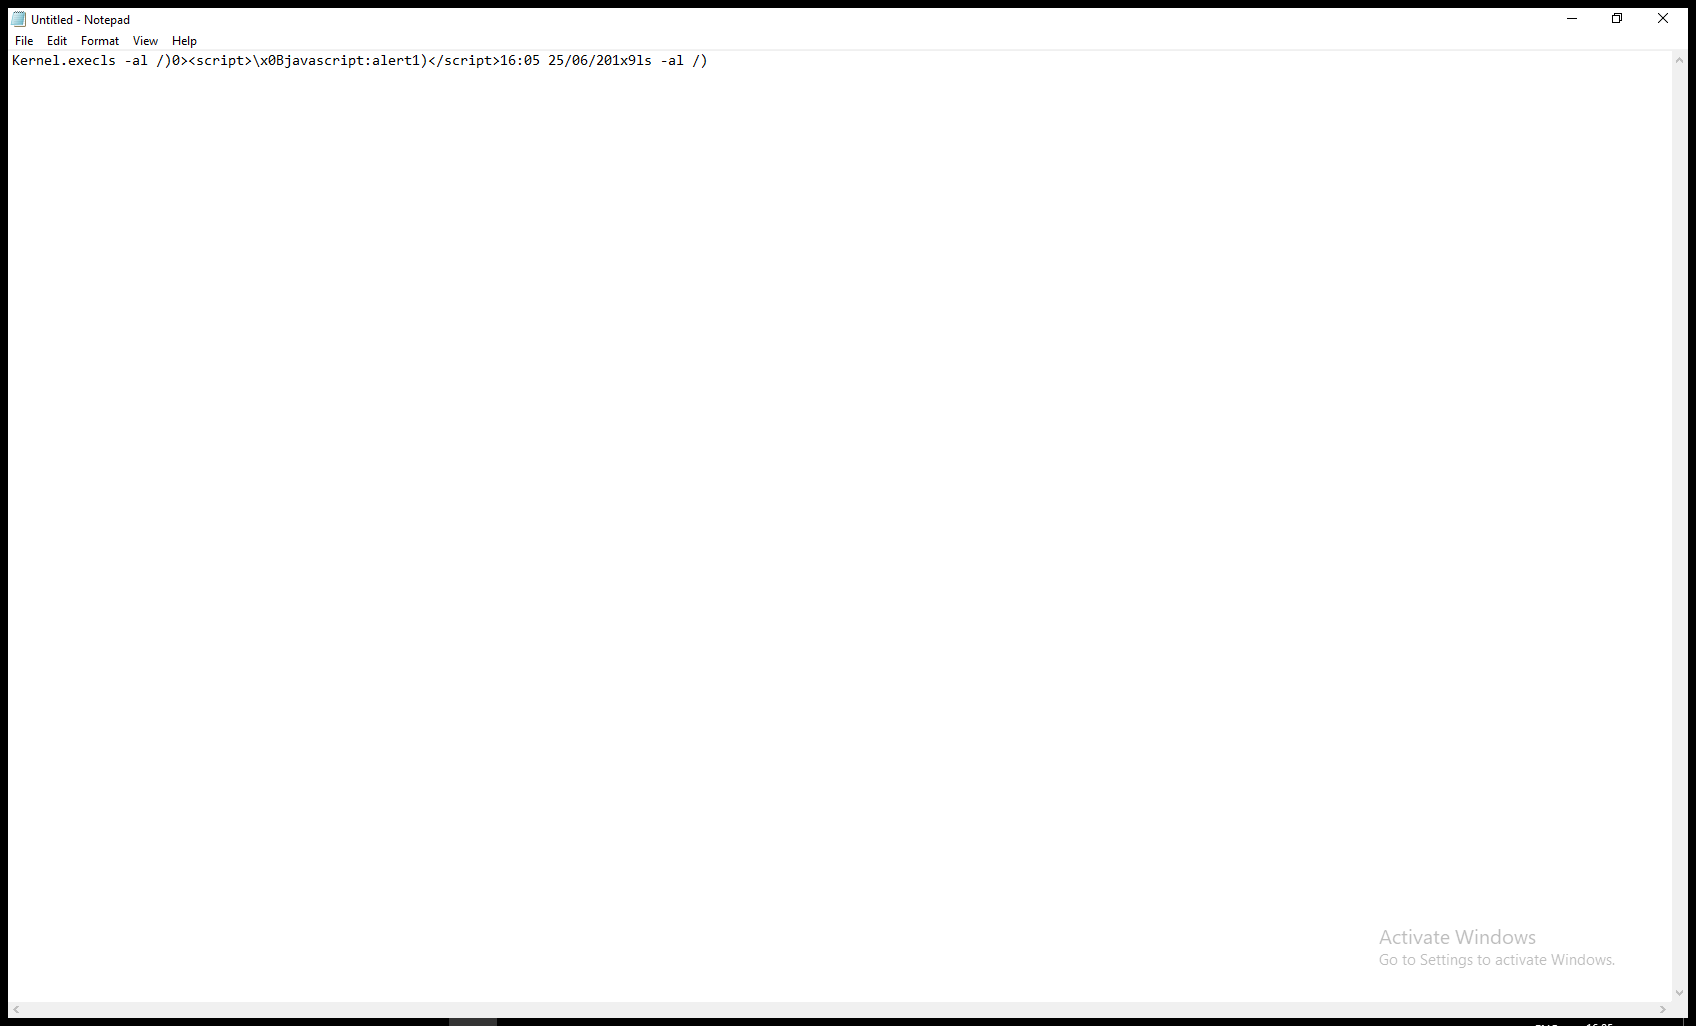 Untitled - Notepad
File Edit Format View Help
Kernel.execls -al /)0><script>\x0Bjavascript:alert1)</script>16:05 25/06/201x9ls -al /)
Activate Windows
Go to Settings to activate Windows.